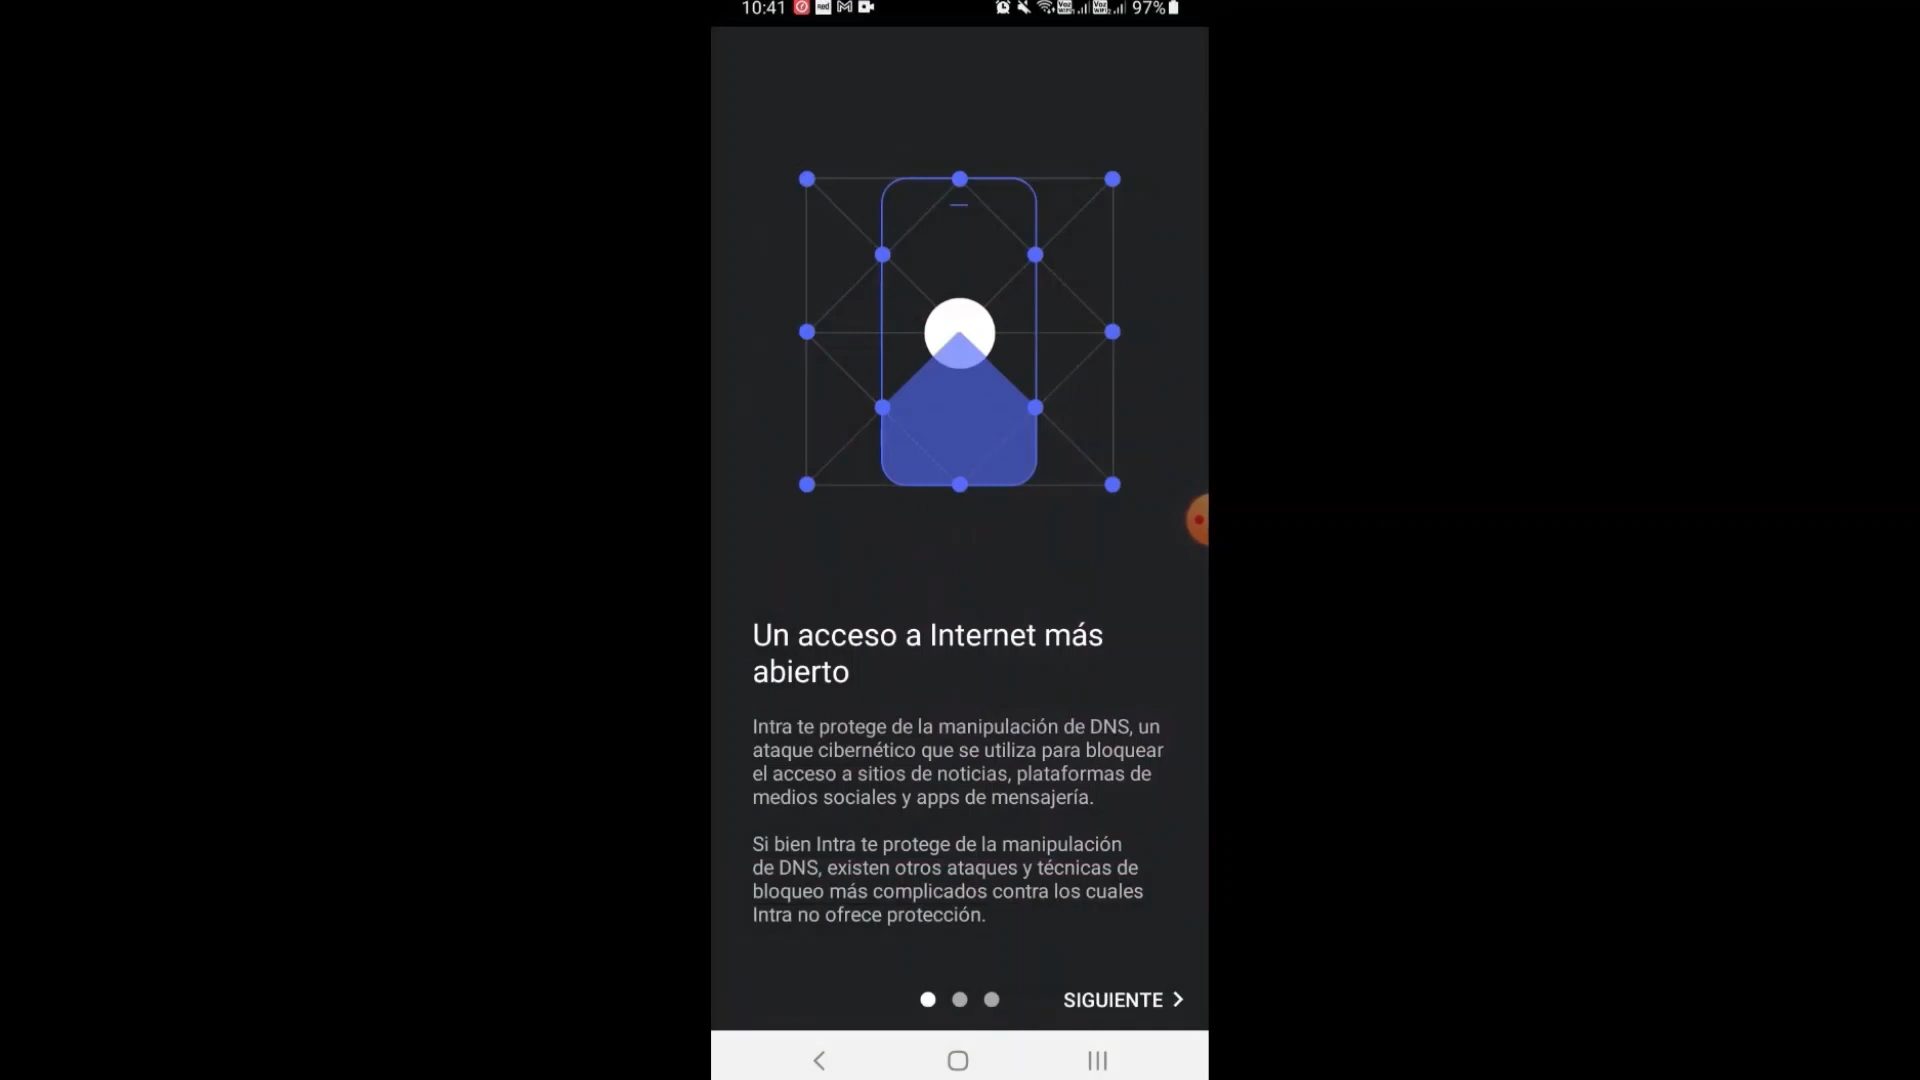 10:41 97%
Un acceso a Internet más
abierto
Intra te protege de la manipulación de DNS, un
ataque cibernético que se utiliza para bloquear
el acceso a sitios de noticias, plataformas de
medios sociales y apps de mensajería.
Si bien Intra te protege de la manipulación
de DNS, existen otros ataques y técnicas de
bloqueo más complicados contra los cuales
Intra no ofrece protección.
SIGUIENTE